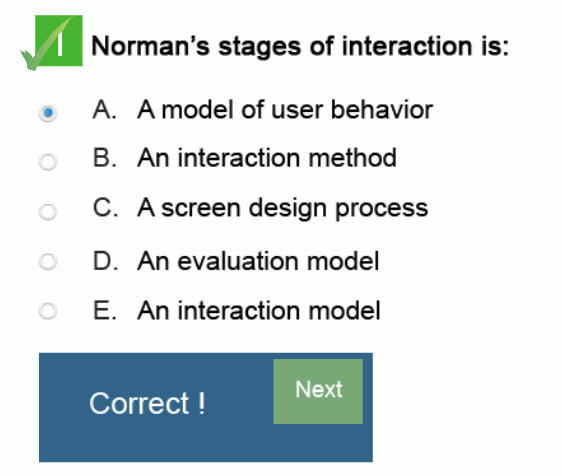 1 Norman's stages of interaction is:
A. A model of user behavior
B. An interaction method
C. A screen design process
D. An evaluation model
E. An interaction model
Correct ! Next